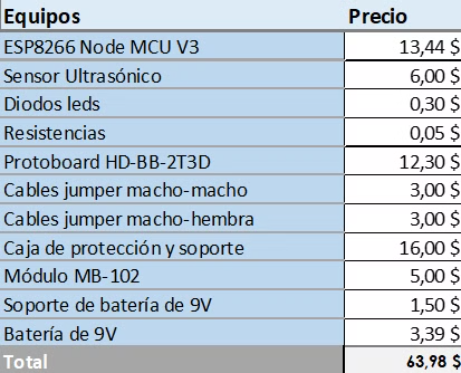 Equipos Precio
ESP8266 Node MCU V3 13,44 $
Sensor Ultrasónico 6,00 $
Diodos leds 0,30 $
Resistencias 0,05 $
Protoboard HD-BB-2T3D 12,30 $
Cables jumper macho-macho 3,00 $
Cables jumper macho-hembra 3,00 $
Caja de protección y soporte 16,00 $
Módulo MB-102 5,00 $
Soporte de batería de 9V 1,50 $
Batería de 9V 3,39 $
Total 63,98 $